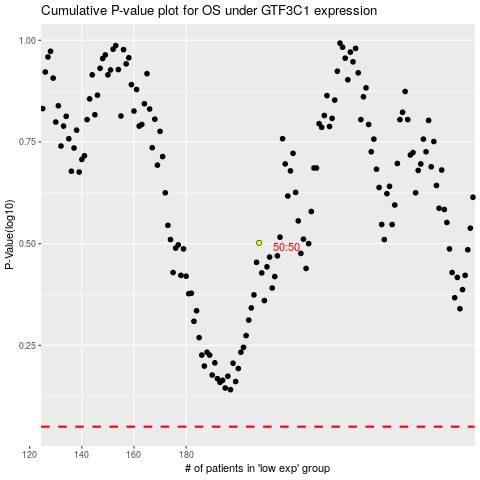 Cumulative P-value plot for OS under GTF3C1 expression
1.00
0.75
0.50
0.25
P-Value(log10)
50:50
120 140 160 180
# of patients in 'low exp' group